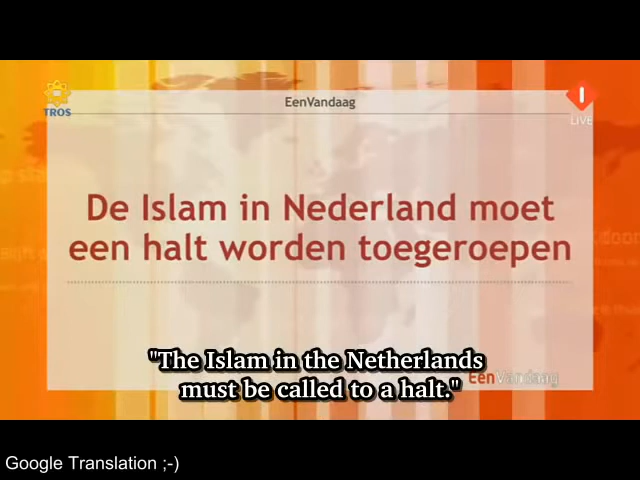 TROS
EenVandaag
1
LIVE
De Islam in Nederland moet
een halt worden toegeroepen
"The Islam in the Netherlands
must be called to a halt."
EenVandaag
Google Translation ;-)